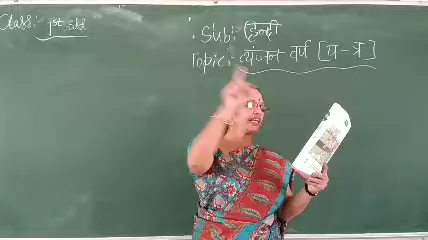 Class:- 1st std
Sub:- हिन्दी
Topic:- व्यंजन वर्ण [य - त्र]